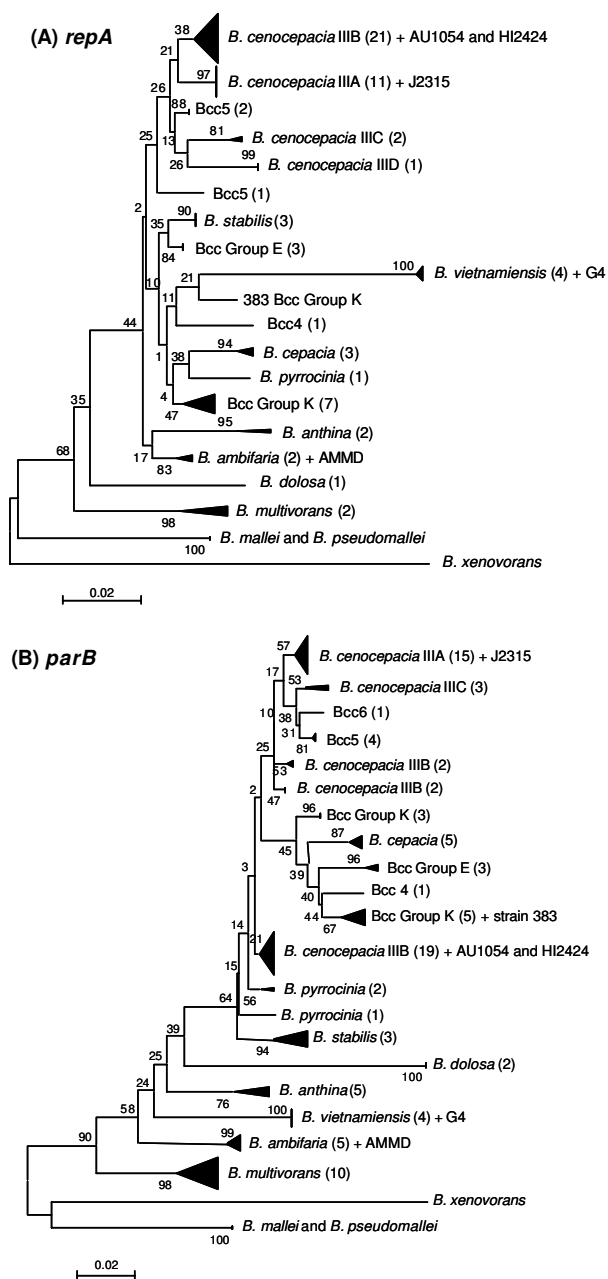 (A) repA
38
B. cenocepacia IIIB (21) + AU1054 and HI2424
21
97
B. cenocepacia IIIA (11) + J2315
26
88
Bcc5 (2)
13
81
B. cenocepacia IIIC (2)
26
99
B. cenocepacia IIID (1)
25
Bcc5 (1)
2
90
B. stabilis (3)
35
84
Bcc Group E (3)
10
100
B. vietnamiensis (4) + G4
21
11
383 Bcc Group K
Bcc4 (1)
44
1
94
B. cepacia (3)
38
B. pyrrocinia (1)
4
47
Bcc Group K (7)
35
95
B. anthina (2)
17
83
B. ambifaria (2) + AMMD
68
B. dolosa (1)
98
B. multivorans (2)
100
B. mallei and B. pseudomallei
B. xenovorans
0.02
(B) parB
57
B. cenocepacia IIIA (15) + J2315
17
53
B. cenocepacia IIIC (3)
10
38
Bcc6 (1)
31
81
Bcc5 (4)
25
53
B. cenocepacia IIIB (2)
47
B. cenocepacia IIIB (2)
2
96
Bcc Group K (3)
45
87
B. cepacia (5)
39
96
Bcc Group E (3)
3
40
Bcc 4 (1)
44
67
Bcc Group K (5) + strain 383
14
21
B. cenocepacia IIIB (19) + AU1054 and HI2424
15
56
B. pyrrocinia (2)
64
B. pyrrocinia (1)
94
B. stabilis (3)
39
100
B. dolosa (2)
25
76
B. anthina (5)
24
100
B. vietnamiensis (4) + G4
58
99
B. ambifaria (5) + AMMD
90
98
B. multivorans (10)
B. xenovorans
100
B. mallei and B. pseudomallei
0.02